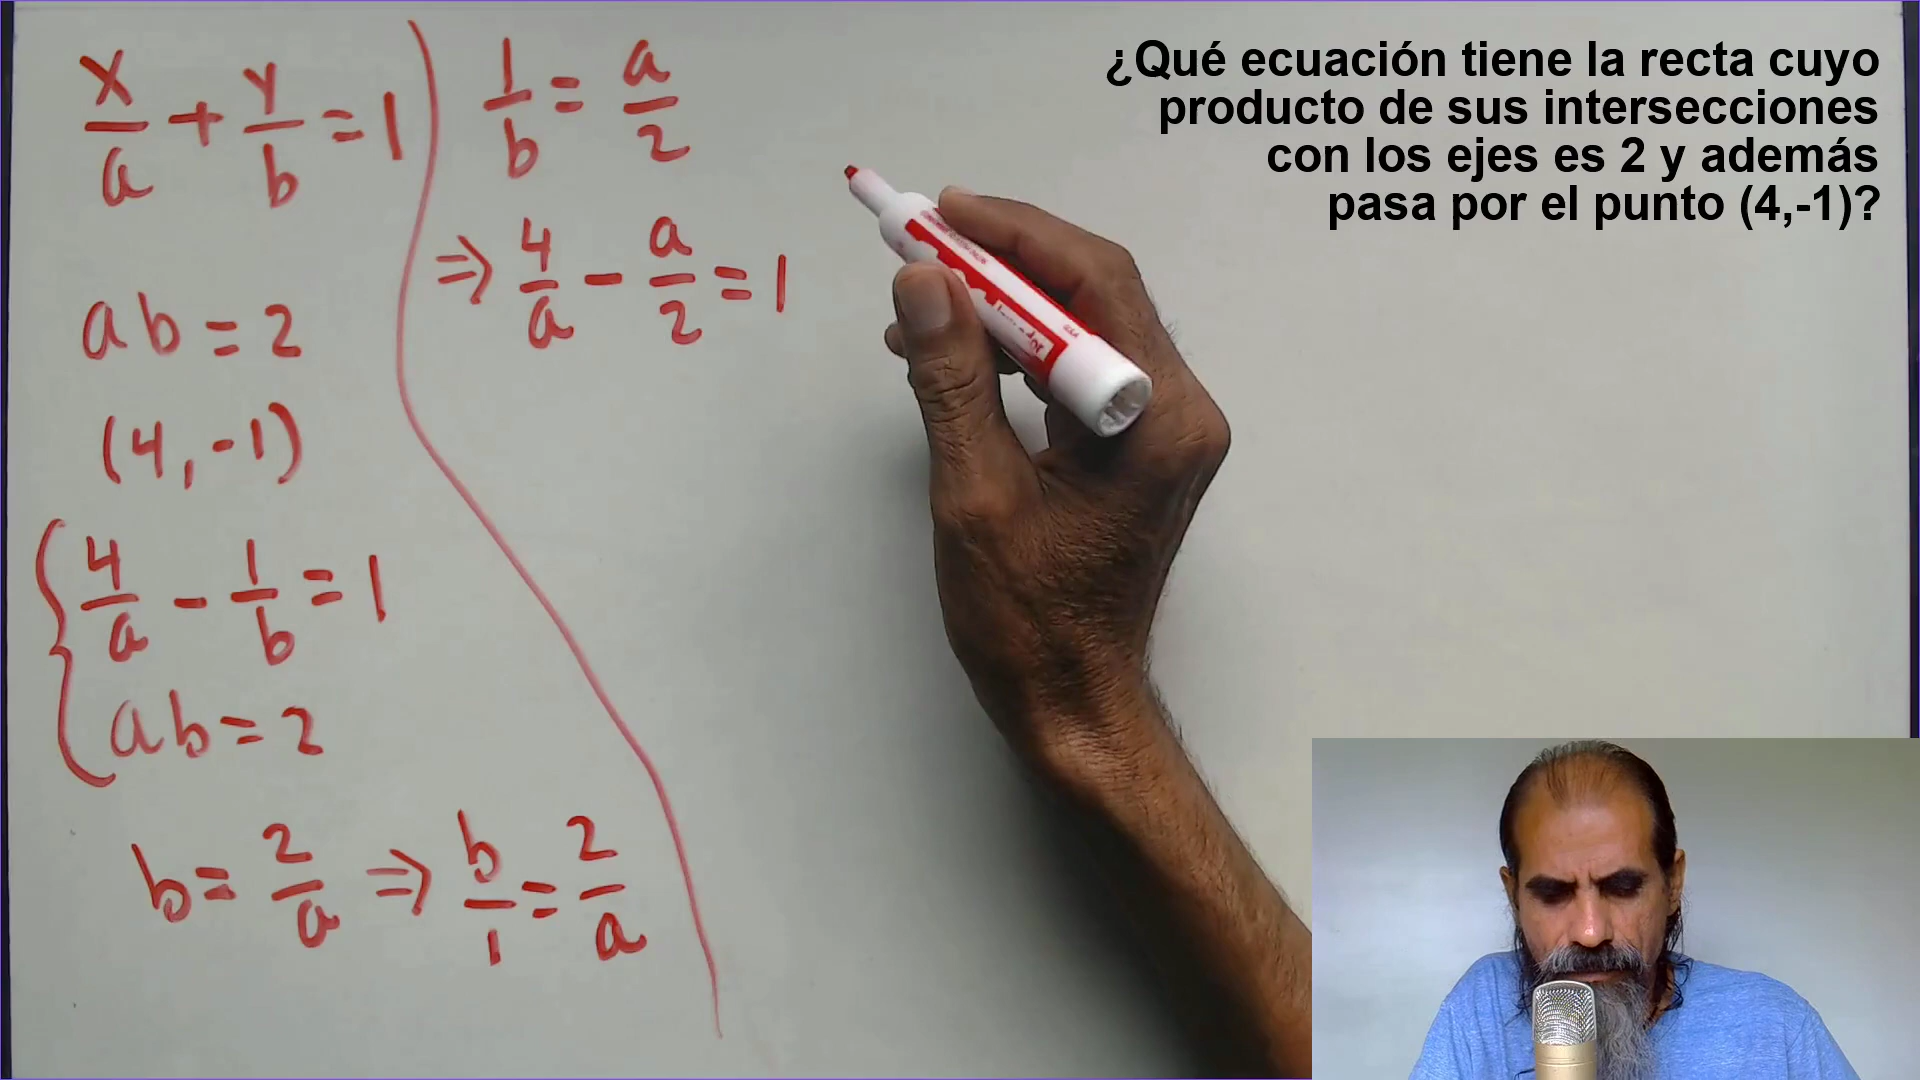 x/a + y/b = 1
ab = 2
(4, -1)
4/a - 1/b = 1
ab = 2
b = 2/a ⇒ b/1 = 2/a
1/b = a/2
⇒ 4/a - a/2 = 1
¿Qué ecuación tiene la recta cuyo
producto de sus intersecciones
con los ejes es 2 y además
pasa por el punto (4,-1)?